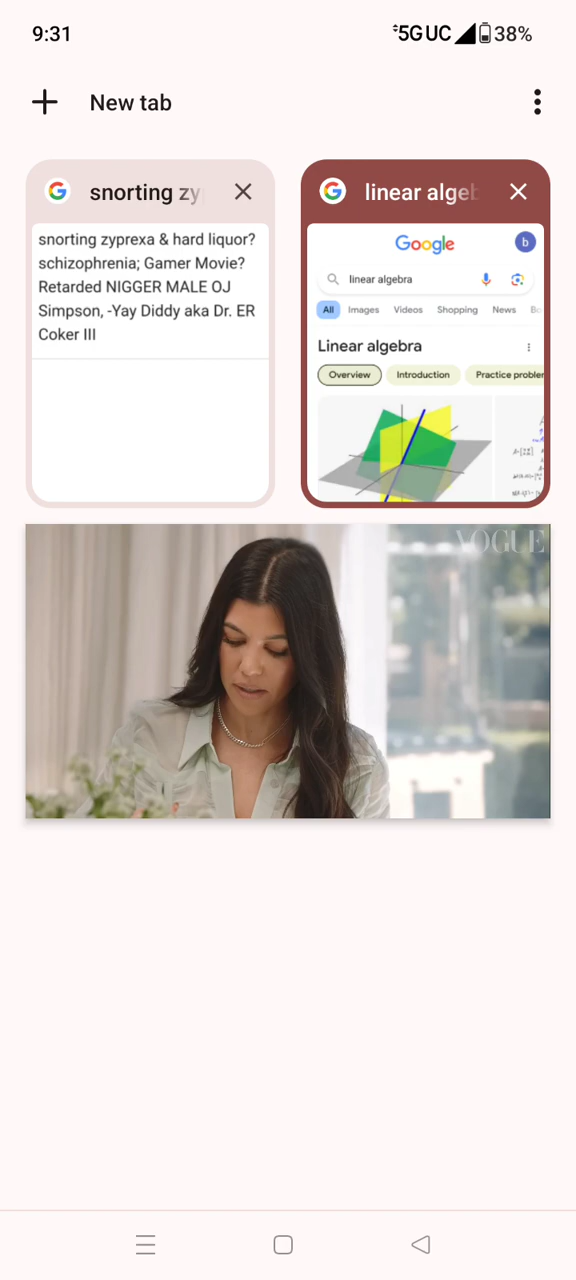 9:31
5G UC 38%
New tab
snorting zy
linear algeb
snorting zyprexa & hard liquor?
schizophrenia; Gamer Movie?
Retarded NIGGER MALE OJ
Simpson, -Yay Diddy aka Dr. ER
Coker III
Google
b
linear algebra
All Images Videos Shopping News Bo
Linear algebra
Overview Introduction Practice probler
VOGUE